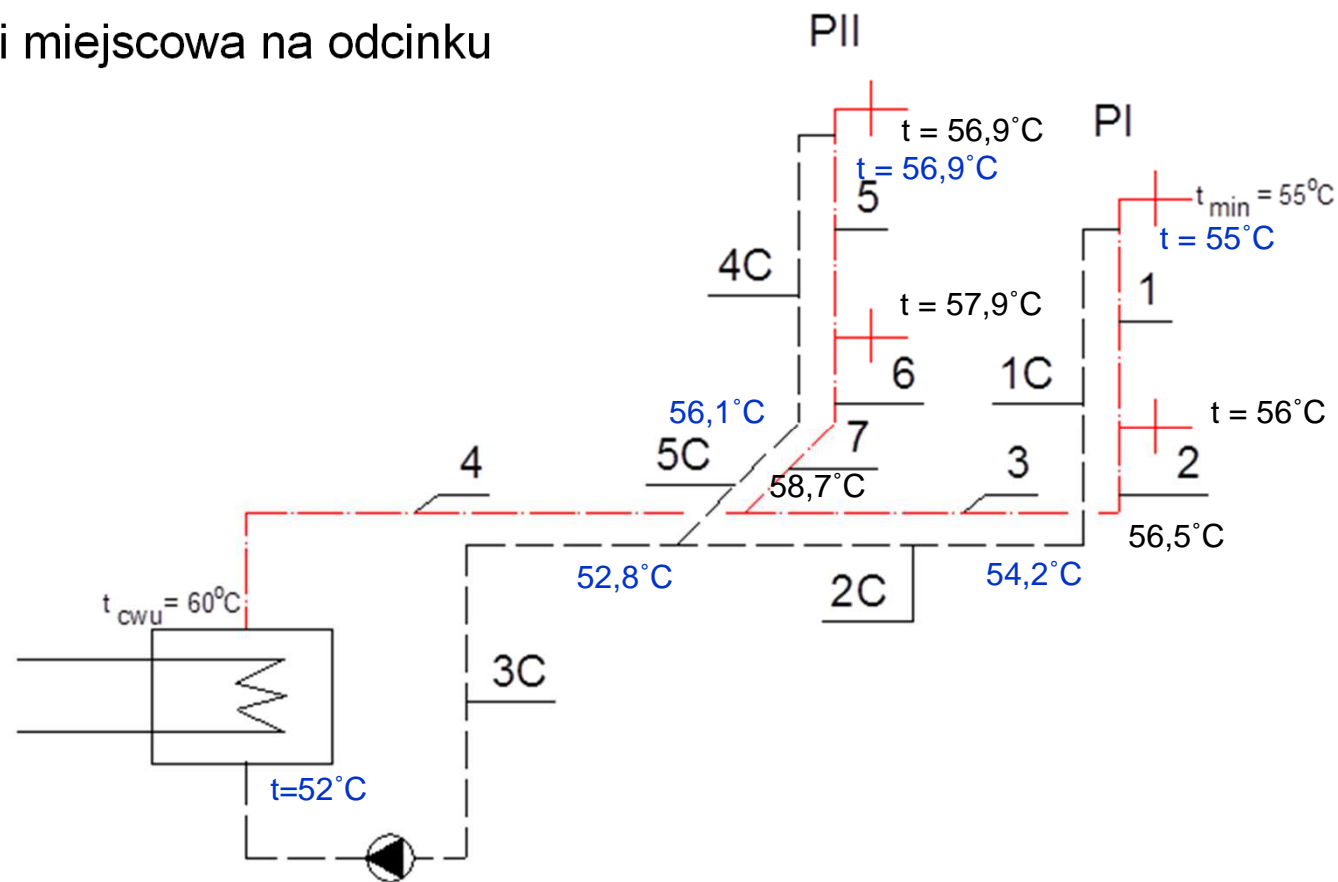 i miejscowa na odcinku
PII
PI
t = 56,9˚C
t = 56,9˚C
5
t min = 55°C
t = 55˚C
4C
1
t = 57,9˚C
6
1C
56,1˚C
t = 56˚C
7
5C
4
3
2
58,7˚C
56,5˚C
52,8˚C
54,2˚C
2C
t cwu = 60°C
3C
t=52˚C